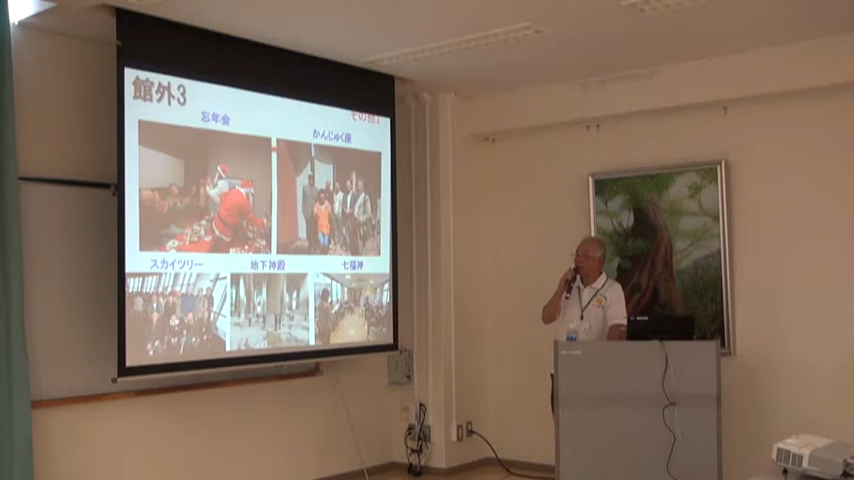 館外3
忘年会
かんじゅく座
スカイツリー
地下神殿
七福神